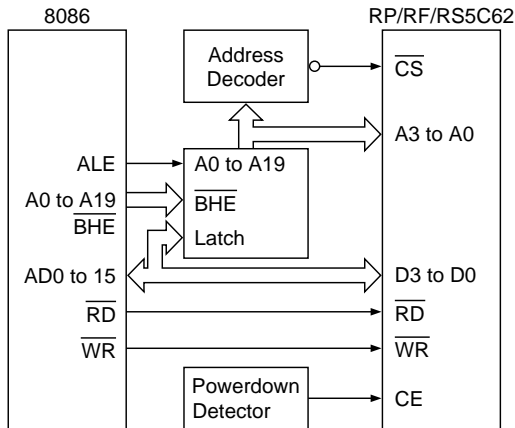 8086
RP/RF/RS5C62
Address
Decoder
CS
A3 to A0
ALE
A0 to A19
A0 to A19
BHE
BHE
Latch
AD0 to 15
D3 to D0
RD
RD
WR
WR
Powerdown
Detector
CE